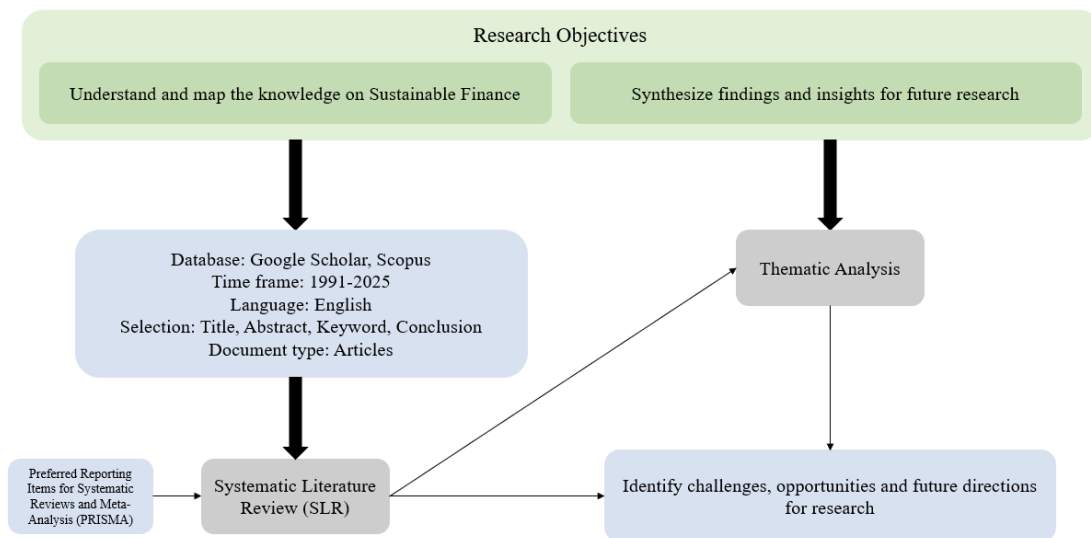 Research Objectives
Understand and map the knowledge on Sustainable Finance
Synthesize findings and insights for future research
Database: Google Scholar, Scopus
Time frame: 1991-2025
Language: English
Selection: Title, Abstract, Keyword, Conclusion
Document type: Articles
Thematic Analysis
Preferred Reporting
Items for Systematic
Reviews and Meta-
Analysis (PRISMA)
Systematic Literature
Review (SLR)
Identify challenges, opportunities and future directions
for research